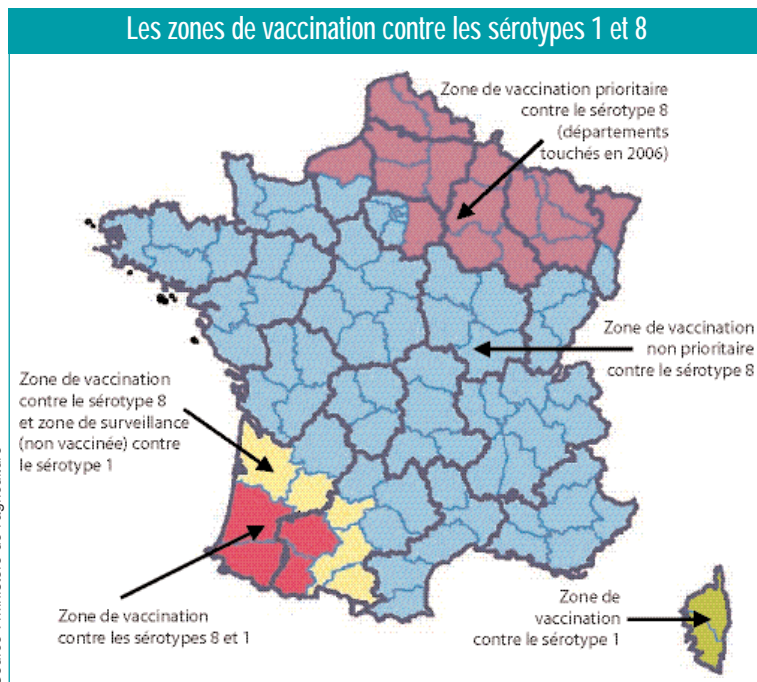 Les zones de vaccination contre les sérotypes 1 et 8
Zone de vaccination prioritaire
contre le sérotype 8
(départements
touchés en 2006)
Zone de vaccination
non prioritaire
contre le sérotype 8
Zone de vaccination
contre le sérotype 8
et zone de surveillance
(non vaccinée) contre
le sérotype 1
Zone de vaccination
contre les sérotypes 8 et 1
Zone de
vaccination
contre le sérotype 1